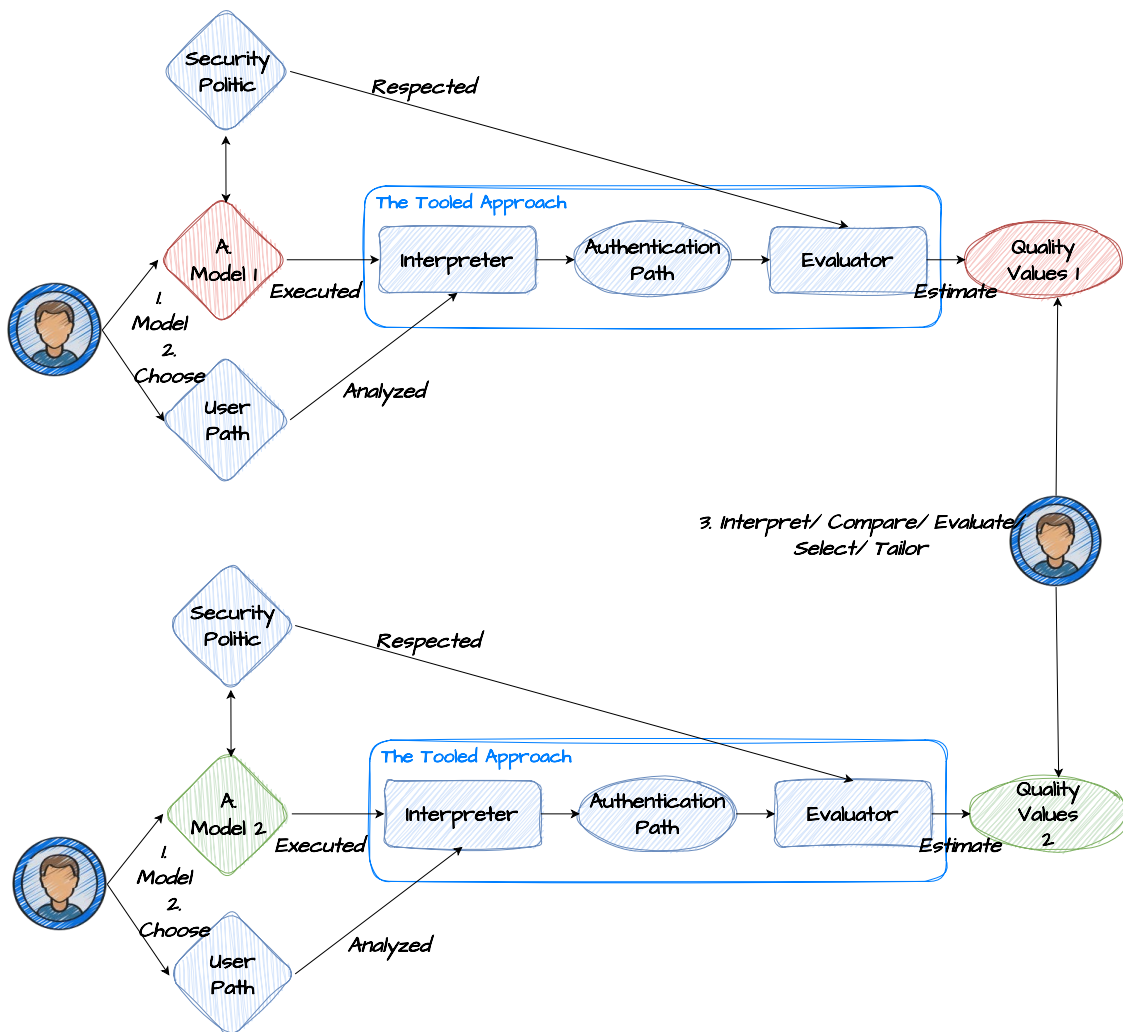 Security
Politic
Respected
The Tooled Approach
A.
Model 1
Executed
Interpreter
Authentication
Path
Evaluator
Estimate
Quality
Values 1
1.
Model
2.
Choose
User
Path
Analyzed
3. Interpret/ Compare/ Evaluate/
Select/ Tailor
Security
Politic
Respected
The Tooled Approach
A.
Model 2
Executed
Interpreter
Authentication
Path
Evaluator
Estimate
Quality
Values
2
1.
Model
2.
Choose
User
Path
Analyzed